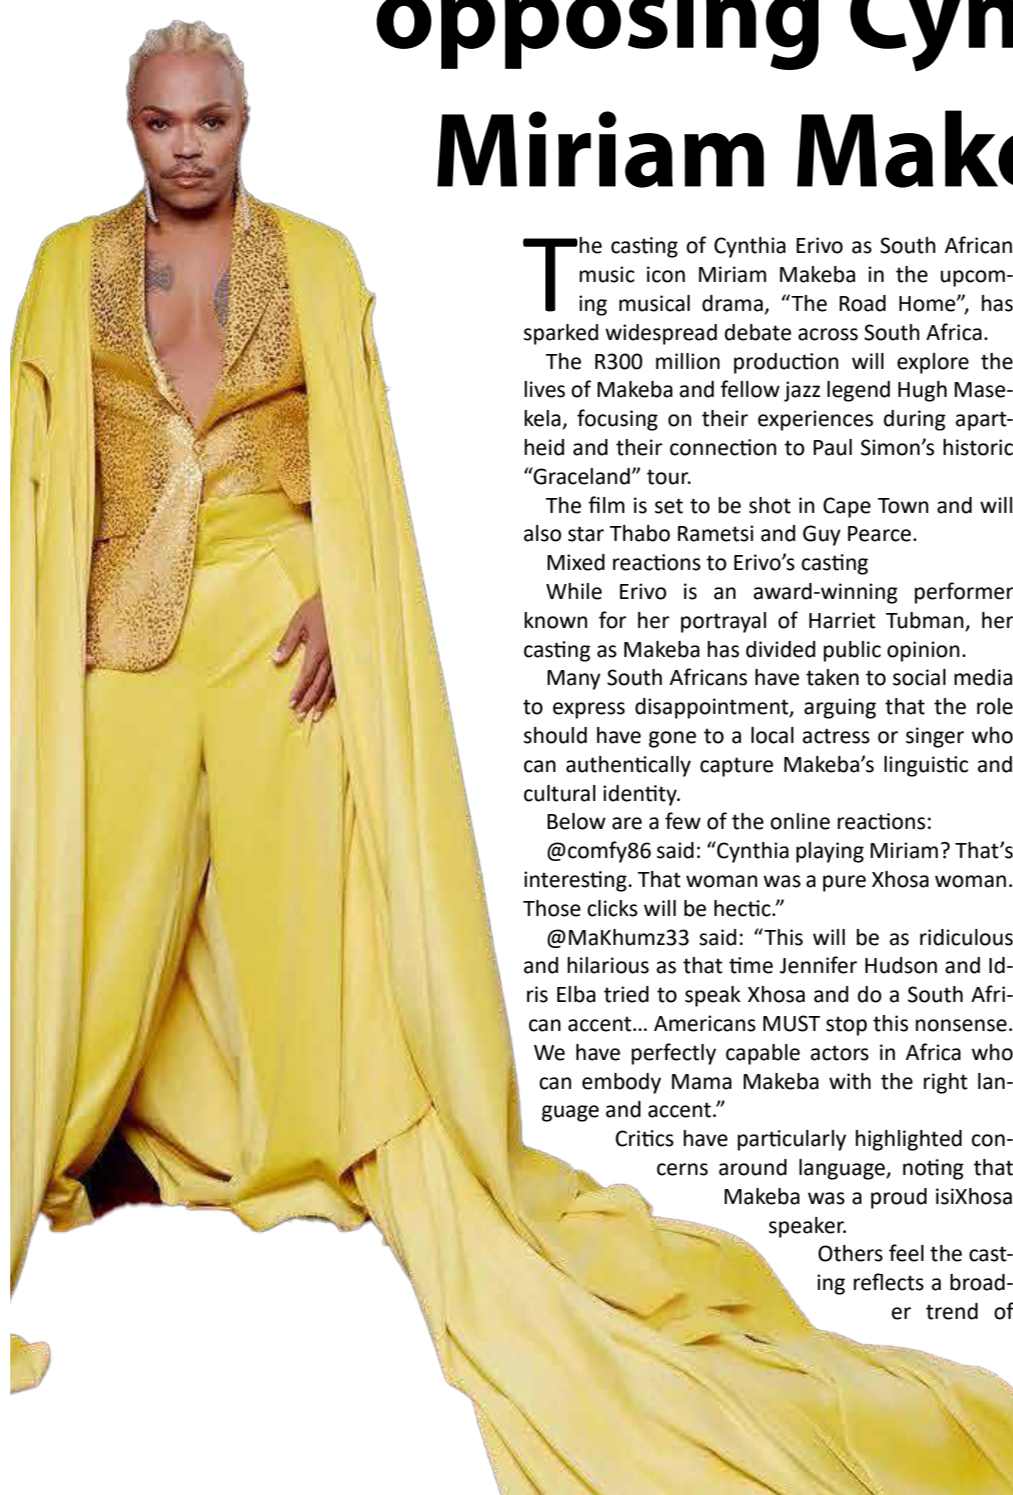 opposing Cyn
Miriam Make
The casting of Cynthia Erivo as South African
music icon Miriam Makeba in the upcom-
ing musical drama, “The Road Home”, has
sparked widespread debate across South Africa.
The R300 million production will explore the
lives of Makeba and fellow jazz legend Hugh Mase-
kela, focusing on their experiences during apart-
heid and their connection to Paul Simon’s historic
“Graceland” tour.
The film is set to be shot in Cape Town and will
also star Thabo Rametsi and Guy Pearce.
Mixed reactions to Erivo’s casting
While Erivo is an award-winning performer
known for her portrayal of Harriet Tubman, her
casting as Makeba has divided public opinion.
Many South Africans have taken to social media
to express disappointment, arguing that the role
should have gone to a local actress or singer who
can authentically capture Makeba’s linguistic and
cultural identity.
Below are a few of the online reactions:
@comfy86 said: “Cynthia playing Miriam? That’s
interesting. That woman was a pure Xhosa woman.
Those clicks will be hectic.”
@MaKhumz33 said: “This will be as ridiculous
and hilarious as that time Jennifer Hudson and Id-
ris Elba tried to speak Xhosa and do a South Afri-
can accent... Americans MUST stop this nonsense.
We have perfectly capable actors in Africa who
can embody Mama Makeba with the right lan-
guage and accent.”
Critics have particularly highlighted con-
cerns around language, noting that
Makeba was a proud isiXhosa
speaker.
Others feel the cast-
ing reflects a broad-
er trend of